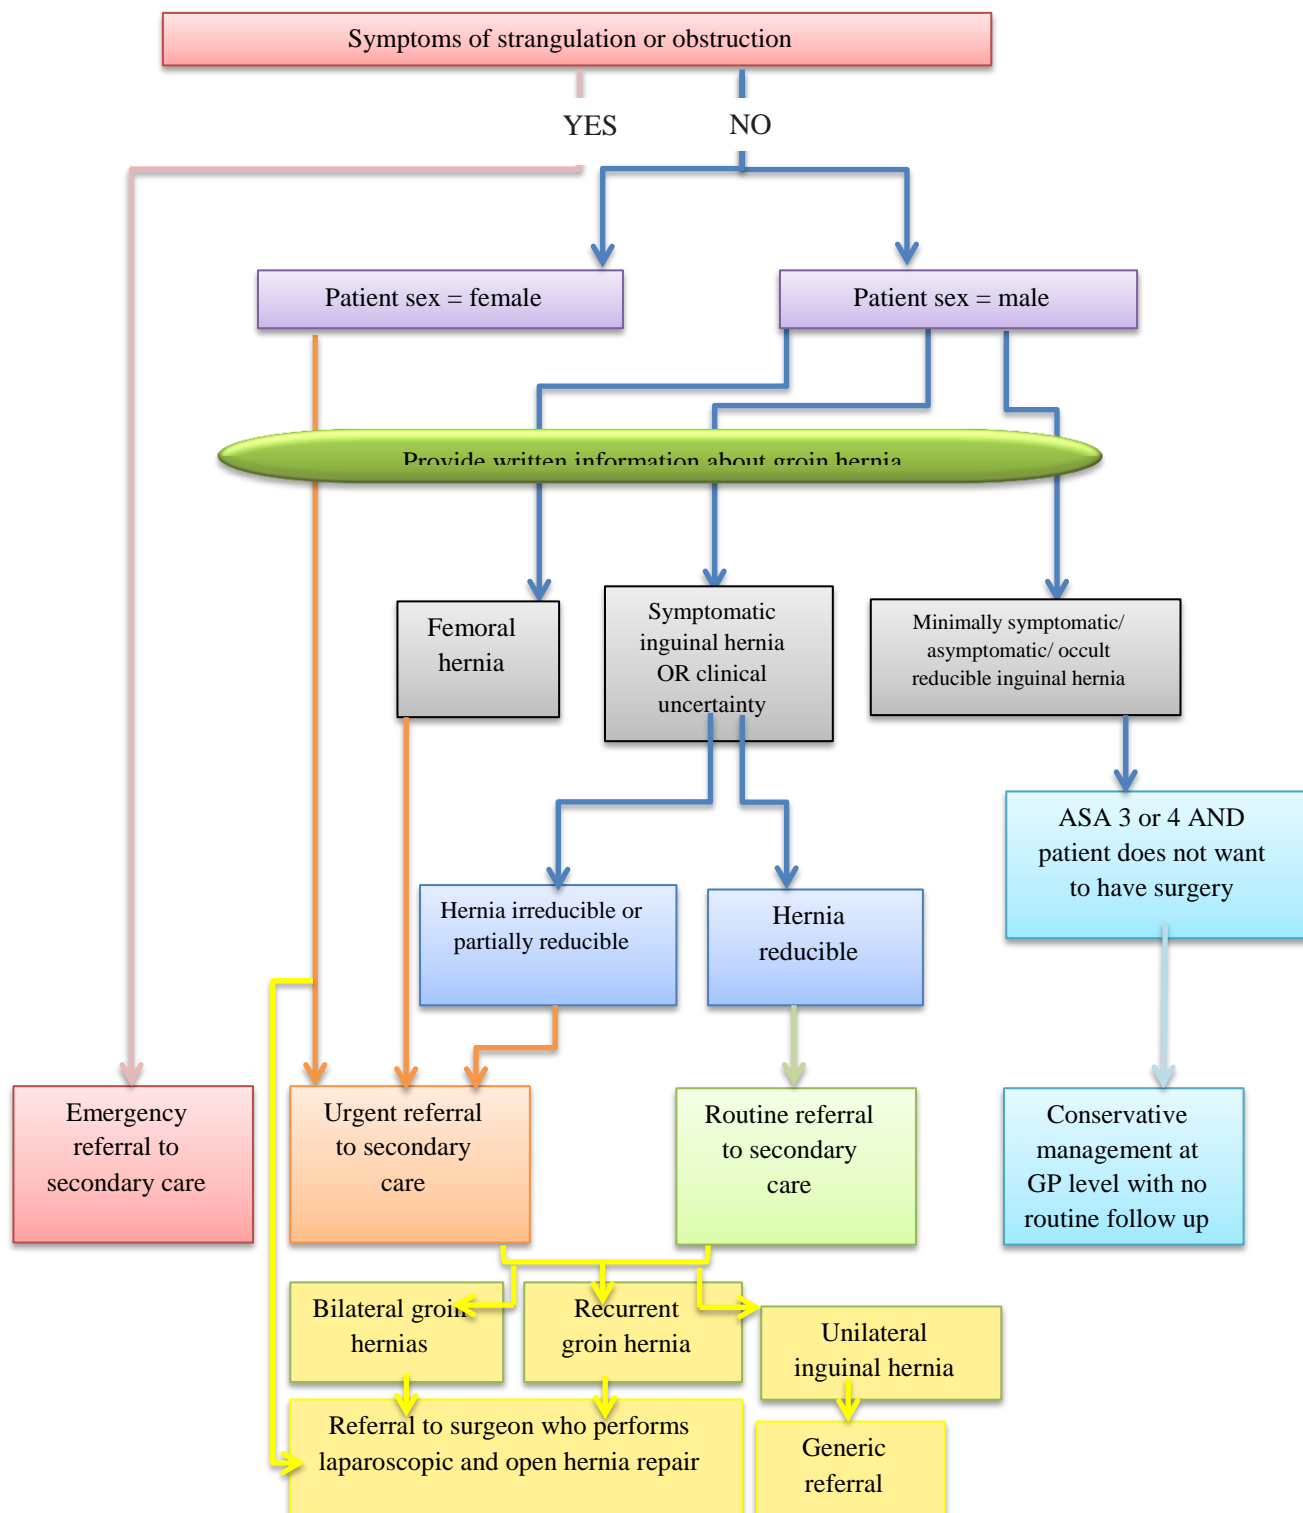 Symptoms of strangulation or obstruction
YES
NO
Patient sex = female
Patient sex = male
Provide written information about groin hernia
Femoral
hernia
Symptomatic
inguinal hernia
OR clinical
uncertainty
Minimally symptomatic/
asymptomatic/ occult
reducible inguinal hernia
ASA 3 or 4 AND
patient does not want
to have surgery
Hernia irreducible or
partially reducible
Hernia
reducible
Emergency
referral to
secondary care
Urgent referral
to secondary
care
Routine referral
to secondary
care
Conservative
management at
GP level with no
routine follow up
Bilateral groin
hernias
Recurrent
groin hernia
Unilateral
inguinal hernia
Referral to surgeon who performs
laparoscopic and open hernia repair
Generic
referral